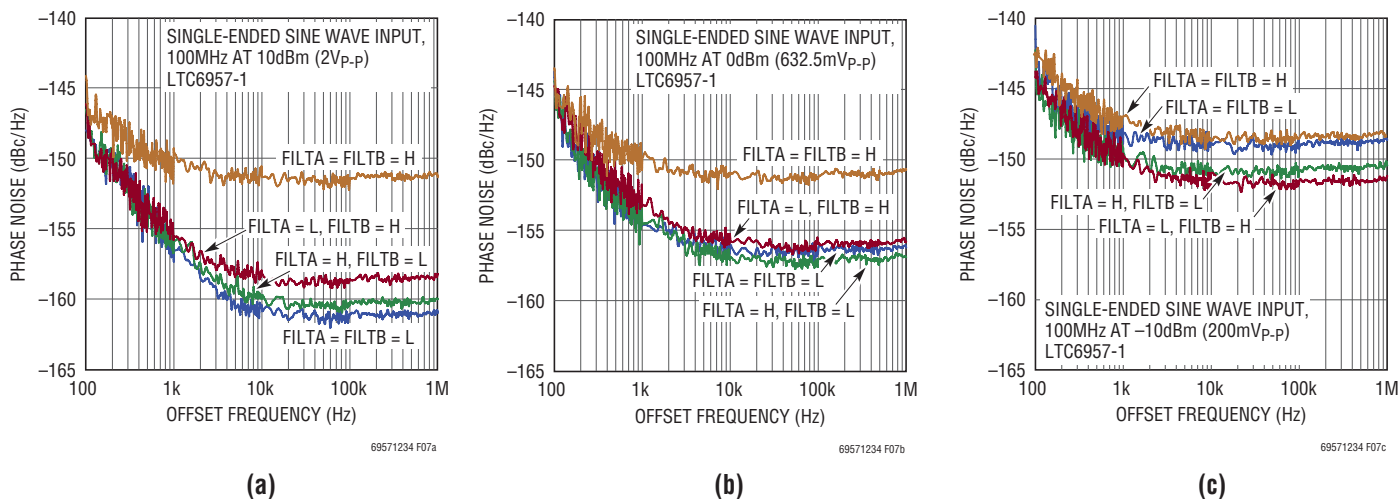 SINGLE-ENDED SINE WAVE INPUT,
100MHz AT 10dBm (2VP-P)
LTC6957-1
FILTA = FILTB = H
FILTA = L, FILTB = H
FILTA = H, FILTB = L
FILTA = FILTB = L
PHASE NOISE (dBc/Hz)
–140
–145
–150
–155
–160
–165
100
1k
10k
100k
1M
OFFSET FREQUENCY (Hz)
69571234 F07a
(a)
SINGLE-ENDED SINE WAVE INPUT,
100MHz AT 0dBm (632.5mVP-P)
LTC6957-1
FILTA = FILTB = H
FILTA = L, FILTB = H
FILTA = FILTB = L
FILTA = H, FILTB = L
PHASE NOISE (dBc/Hz)
–140
–145
–150
–155
–160
–165
100
1k
10k
100k
1M
OFFSET FREQUENCY (Hz)
69571234 F07b
(b)
FILTA = FILTB = H
FILTA = FILTB = L
FILTA = H, FILTB = L
FILTA = L, FILTB = H
SINGLE-ENDED SINE WAVE INPUT,
100MHz AT –10dBm (200mVP-P)
LTC6957-1
PHASE NOISE (dBc/Hz)
–140
–145
–150
–155
–160
–165
100
1k
10k
100k
1M
OFFSET FREQUENCY (Hz)
69571234 F07c
(c)